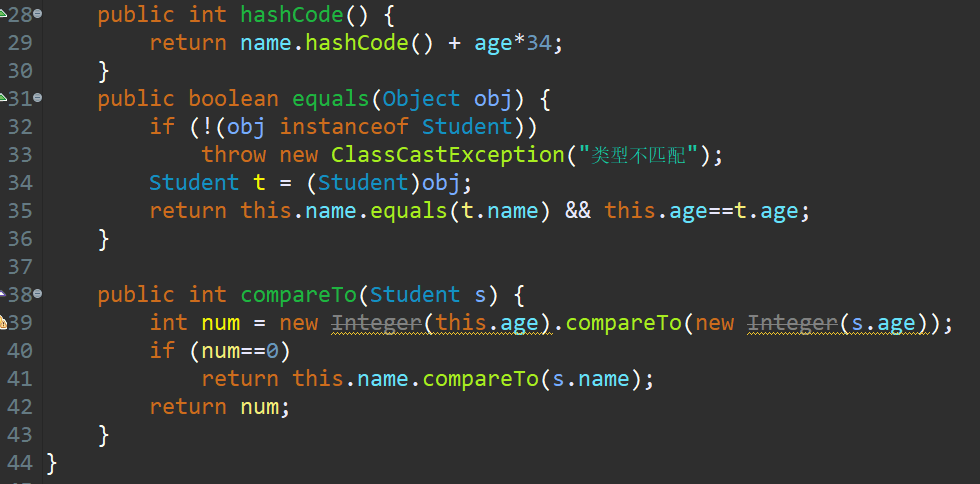 28 public int hashCode() {
29 return name.hashCode() + age*34;
30 }
31 public boolean equals(Object obj) {
32 if (!(obj instanceof Student))
33 throw new ClassCastException("类型不匹配");
34 Student t = (Student)obj;
35 return this.name.equals(t.name) && this.age==t.age;
36 }
37
38 public int compareTo(Student s) {
39 int num = new Integer(this.age).compareTo(new Integer(s.age));
40 if (num==0)
41 return this.name.compareTo(s.name);
42 return num;
43 }
44 }